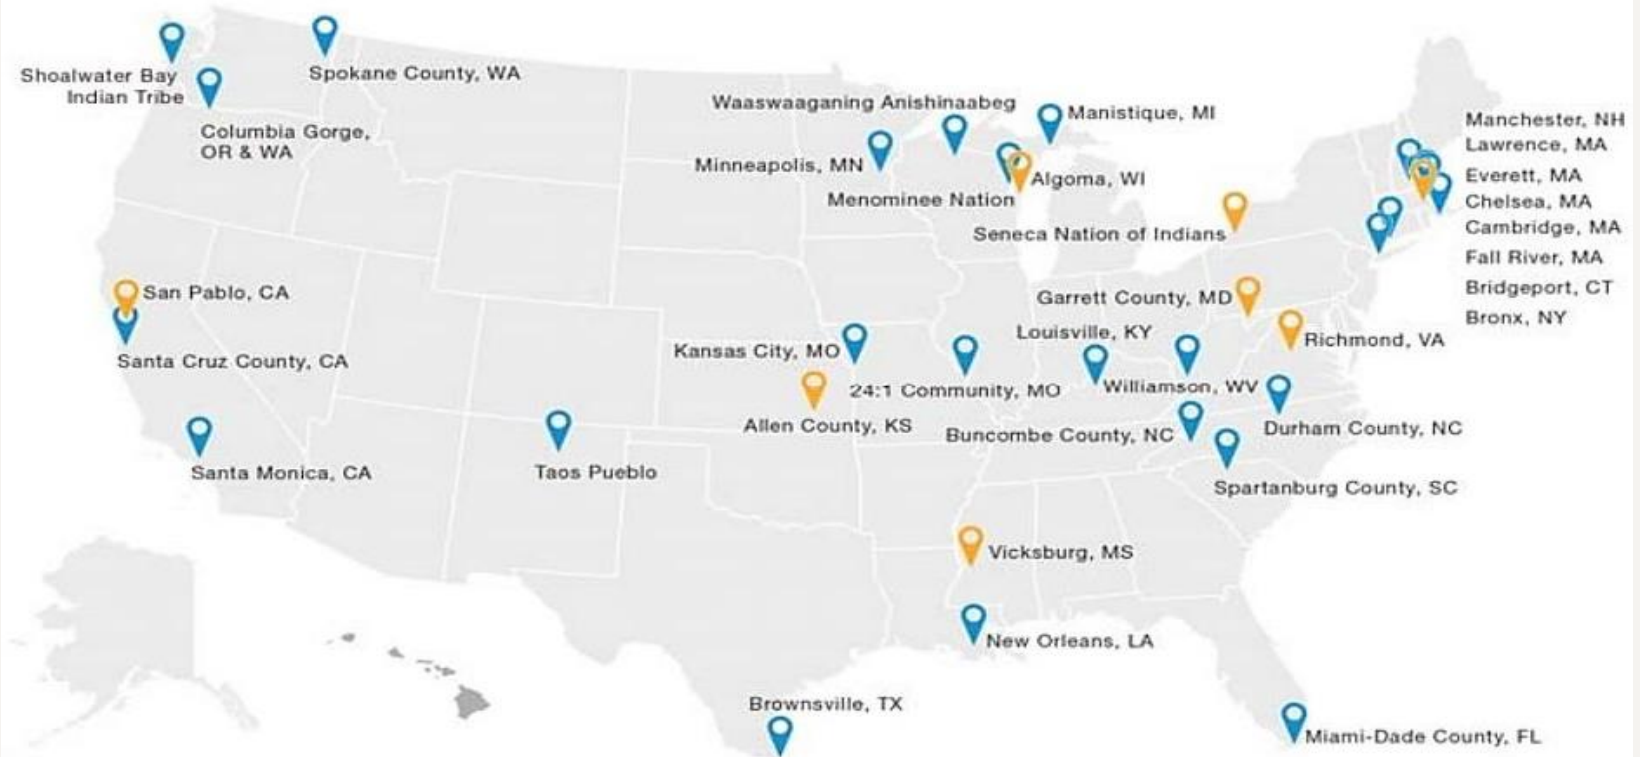 Shoalwater Bay
Indian Tribe
Spokane County, WA
Columbia Gorge,
OR & WA
Waaswaaganing Anishinaabeg
Manistique, MI
Minneapolis, MN
Algoma, WI
Menominee Nation
Seneca Nation of Indians
Manchester, NH
Lawrence, MA
Everett, MA
Chelsea, MA
Cambridge, MA
Fall River, MA
Bridgeport, CT
Bronx, NY
San Pablo, CA
Santa Cruz County, CA
Garrett County, MD
Louisville, KY
Richmond, VA
Kansas City, MO
24:1 Community, MO
Williamson, WV
Allen County, KS
Buncombe County, NC
Durham County, NC
Santa Monica, CA
Taos Pueblo
Spartanburg County, SC
Vicksburg, MS
New Orleans, LA
Brownsville, TX
Miami-Dade County, FL